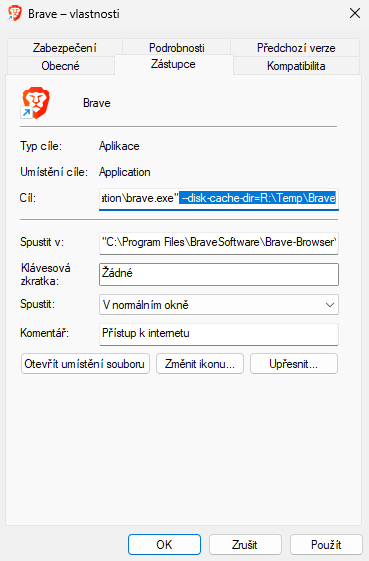 Brave – vlastnosti
Zabezpečení Podrobnosti Předchozí verze
Obecné Zástupce Kompatibilita
Brave
Typ cíle: Aplikace
Umístění cíle: Application
Cíl: ation\brave.exe" --disk-cache-dir=R:\Temp\Brave
Spustit v: "C:\Program Files\BraveSoftware\Brave-Browser\
Klávesová
zkratka: Žádné
Spustit: V normálním okně
Komentář: Přístup k internetu
Otevřít umístění souboru Změnit ikonu... Upřesnit...
OK Zrušit Použít